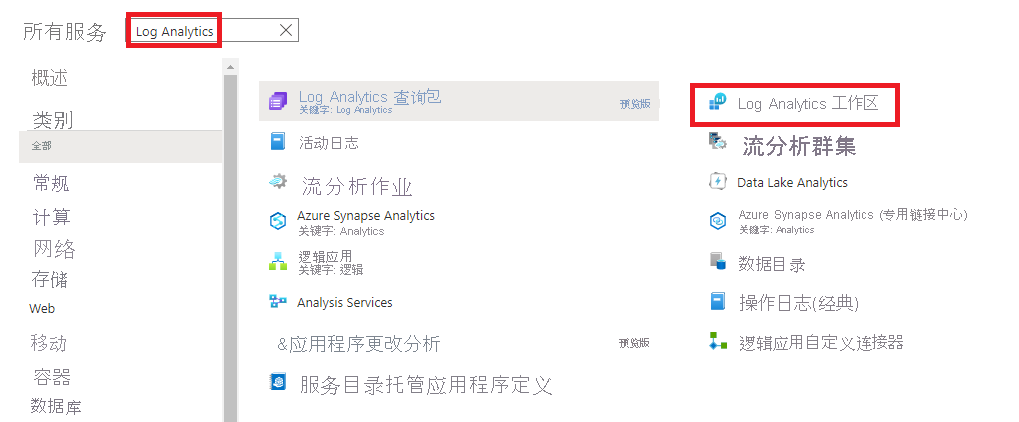 所有服务
Log Analytics
概述
类别
全部
常规
计算
网络
存储
Web
移动
容器
数据库
Log Analytics 查询包
关键字: Log Analytics
预览版
活动日志
流分析作业
Azure Synapse Analytics
关键字: Analytics
逻辑应用
关键字: 逻辑
Analysis Services
&应用程序更改分析
预览版
服务目录托管应用程序定义
Log Analytics 工作区
流分析群集
Data Lake Analytics
Azure Synapse Analytics (专用链接中心)
关键字: Analytics
数据目录
操作日志(经典)
逻辑应用自定义连接器